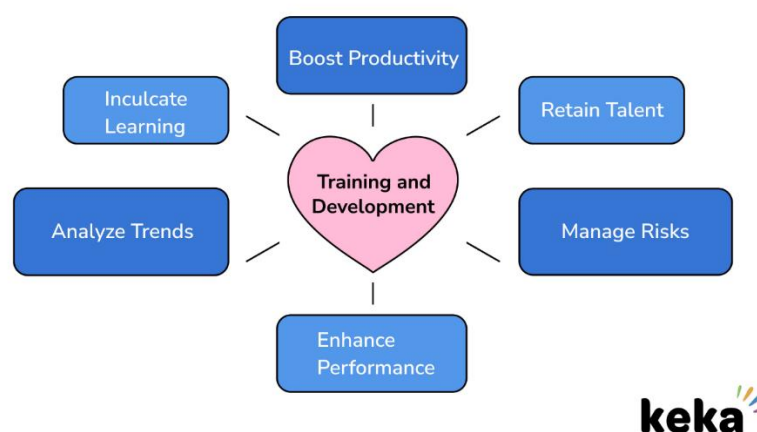 Boost Productivity
Inculcate
Learning
Retain Talent
Training and
Development
Analyze Trends
Manage Risks
Enhance
Performance
keka